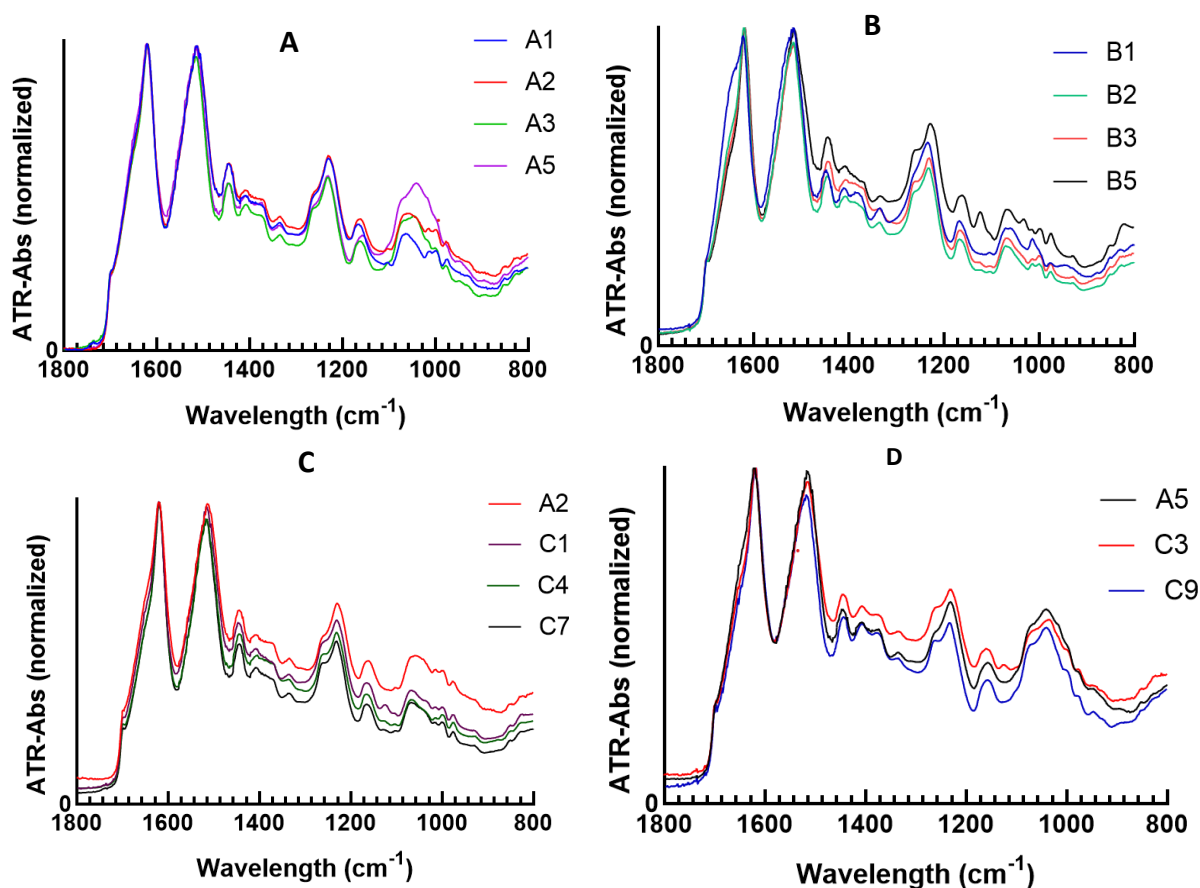 A
A1
A2
A3
A5
ATR-Abs (normalized)
0
1800 1600 1400 1200 1000 800
Wavelength (cm⁻¹)
B
B1
B2
B3
B5
ATR-Abs (normalized)
0
1800 1600 1400 1200 1000 800
Wavelength (cm⁻¹)
C
A2
C1
C4
C7
ATR-Abs (normalized)
0
1800 1600 1400 1200 1000 800
Wavelength (cm⁻¹)
D
A5
C3
C9
ATR-Abs (normalized)
0
1800 1600 1400 1200 1000 800
Wavelength (cm⁻¹)